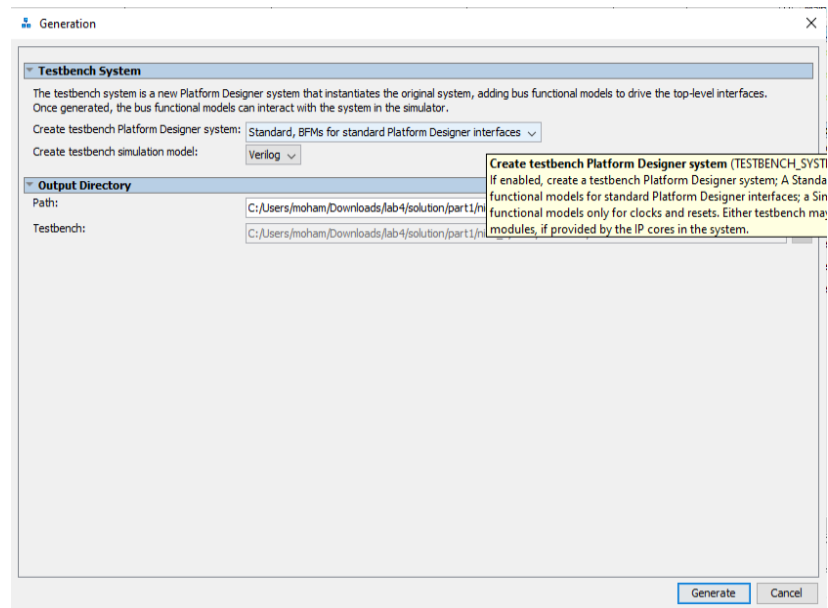 Generation
Testbench System
The testbench system is a new Platform Designer system that instantiates the original system, adding bus functional models to drive the top-level interfaces.
Once generated, the bus functional models can interact with the system in the simulator.
Create testbench Platform Designer system: Standard, BFMs for standard Platform Designer interfaces
Create testbench simulation model: Verilog
Create testbench Platform Designer system (TESTBENCH_SYST
If enabled, create a testbench Platform Designer system; A Standa
functional models for standard Platform Designer interfaces; a Sim
functional models only for clocks and resets. Either testbench may
modules, if provided by the IP cores in the system.
Output Directory
Path: C:/Users/moham/Downloads/lab4/solution/part1/ni
Testbench: C:/Users/moham/Downloads/lab4/solution/part1/ni
Generate Cancel